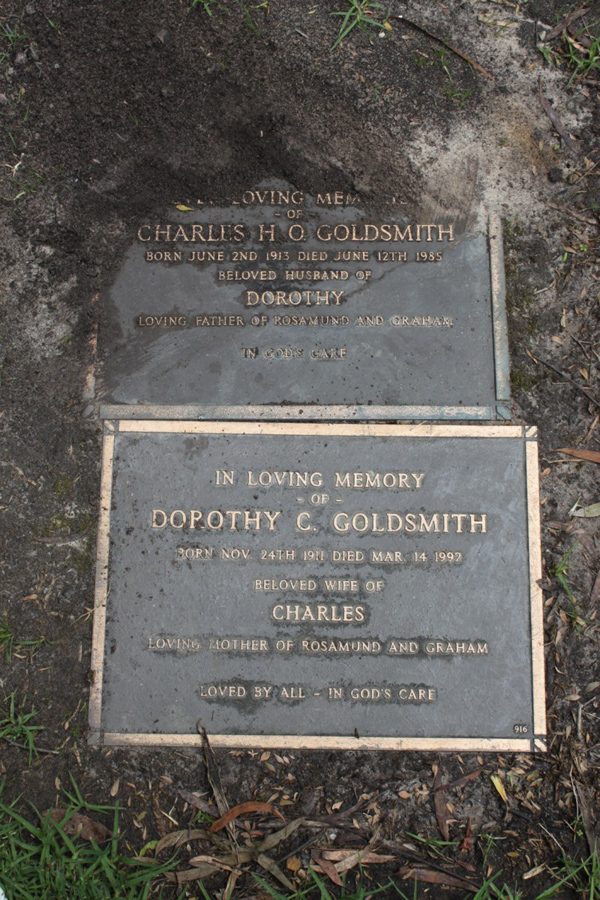 LOVING MEM
- OF -
CHARLES H. O. GOLDSMITH
BORN JUNE 2ND 1913 DIED JUNE 12TH 1985
BELOVED HUSBAND OF
DOROTHY
LOVING FATHER OF ROSAMUND AND GRAHAM
IN GOD'S CARE
IN LOVING MEMORY
- OF -
DOROTHY C. GOLDSMITH
BORN NOV. 24TH 1911 DIED MAR. 14 1992
BELOVED WIFE OF
CHARLES
LOVING MOTHER OF ROSAMUND AND GRAHAM
LOVED BY ALL - IN GOD'S CARE
916